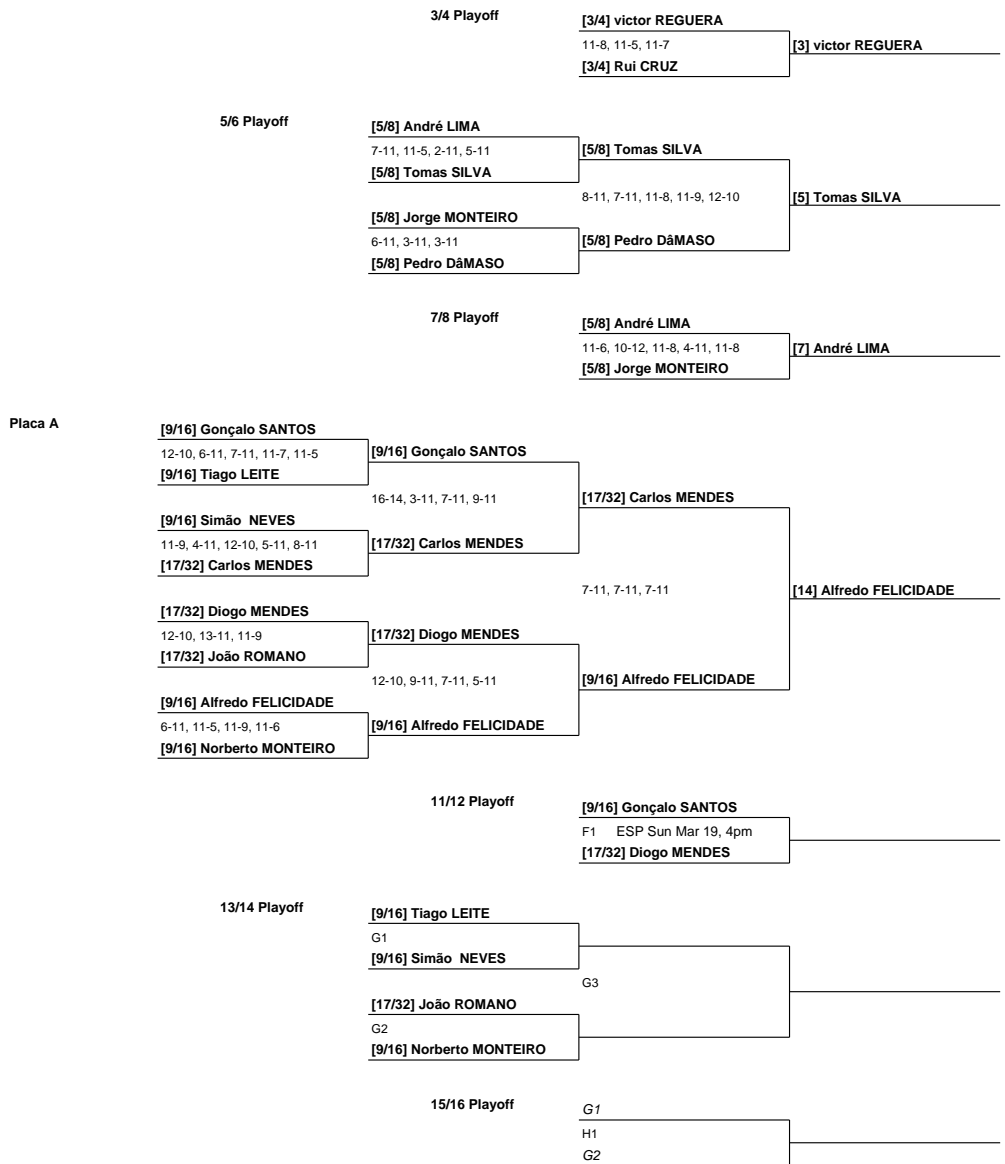 3/4 Playoff
[3/4] victor REGUERA
11-8, 11-5, 11-7
[3] victor REGUERA
[3/4] Rui CRUZ
5/6 Playoff
[5/8] André LIMA
7-11, 11-5, 2-11, 5-11
[5/8] Tomas SILVA
[5/8] Tomas SILVA
8-11, 7-11, 11-8, 11-9, 12-10
[5] Tomas SILVA
[5/8] Jorge MONTEIRO
6-11, 3-11, 3-11
[5/8] Pedro DâMASO
[5/8] Pedro DâMASO
7/8 Playoff
[5/8] André LIMA
11-6, 10-12, 11-8, 4-11, 11-8
[7] André LIMA
[5/8] Jorge MONTEIRO
Placa A
[9/16] Gonçalo SANTOS
12-10, 6-11, 7-11, 11-7, 11-5
[9/16] Gonçalo SANTOS
[9/16] Tiago LEITE
16-14, 3-11, 7-11, 9-11
[17/32] Carlos MENDES
[9/16] Simão  NEVES
11-9, 4-11, 12-10, 5-11, 8-11
[17/32] Carlos MENDES
[17/32] Carlos MENDES
7-11, 7-11, 7-11
[14] Alfredo FELICIDADE
[17/32] Diogo MENDES
12-10, 13-11, 11-9
[17/32] Diogo MENDES
[17/32] João ROMANO
12-10, 9-11, 7-11, 5-11
[9/16] Alfredo FELICIDADE
[9/16] Alfredo FELICIDADE
6-11, 11-5, 11-9, 11-6
[9/16] Alfredo FELICIDADE
[9/16] Norberto MONTEIRO
11/12 Playoff
[9/16] Gonçalo SANTOS
F1 ESP Sun Mar 19, 4pm
[17/32] Diogo MENDES
13/14 Playoff
[9/16] Tiago LEITE
G1
[9/16] Simão  NEVES
G3
[17/32] João ROMANO
G2
[9/16] Norberto MONTEIRO
15/16 Playoff
G1
H1
G2